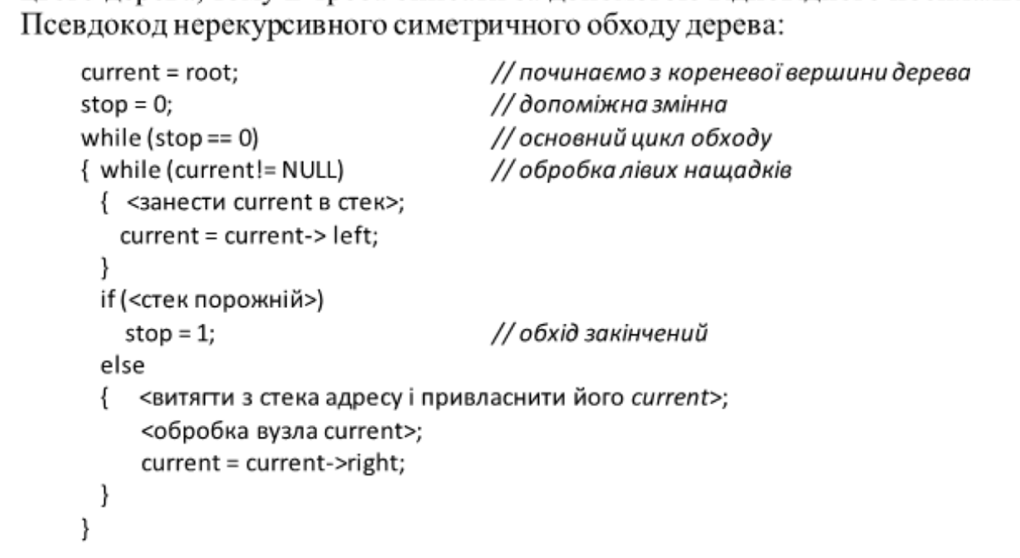 Псевдокод нерекурсивного симетричного обходу дерева:
current = root; // починаємо з кореневої вершини дерева
stop = 0; // допоміжна змінна
while (stop == 0) // основний цикл обходу
{ while (current!= NULL) // обробка лівих нащадків
{ <занести current в стек>;
current = current-> left;
}
if (<стек порожній>)
stop = 1; // обхід закінчений
else
{ <витягти з стека адресу і привласнити його current>;
<обробка вузла current>;
current = current->right;
}
}